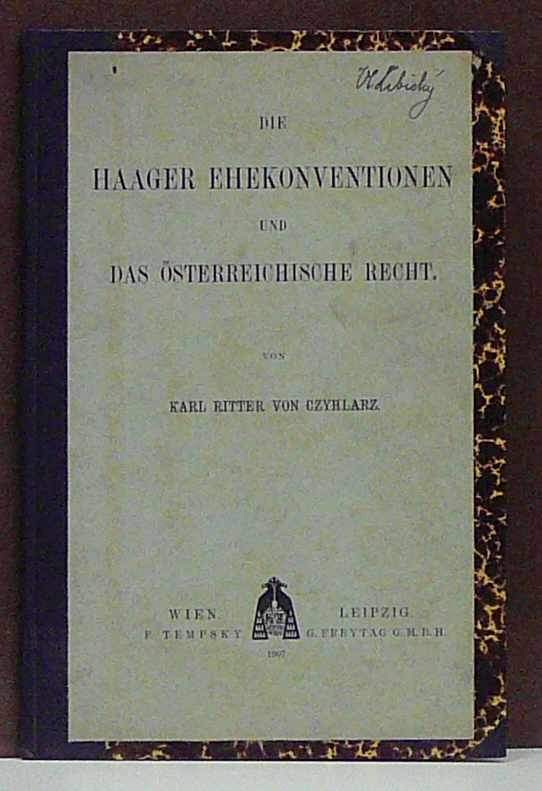 DIE
HAAGER EHEKONVENTIONEN
UND
DAS ÖSTERREICHISCHE RECHT.
VON
KARL RITTER VON CZYHLARZ.
WIEN. LEIPZIG.
F. TEMPSKY G. FREYTAG G. M. B. H.
1907